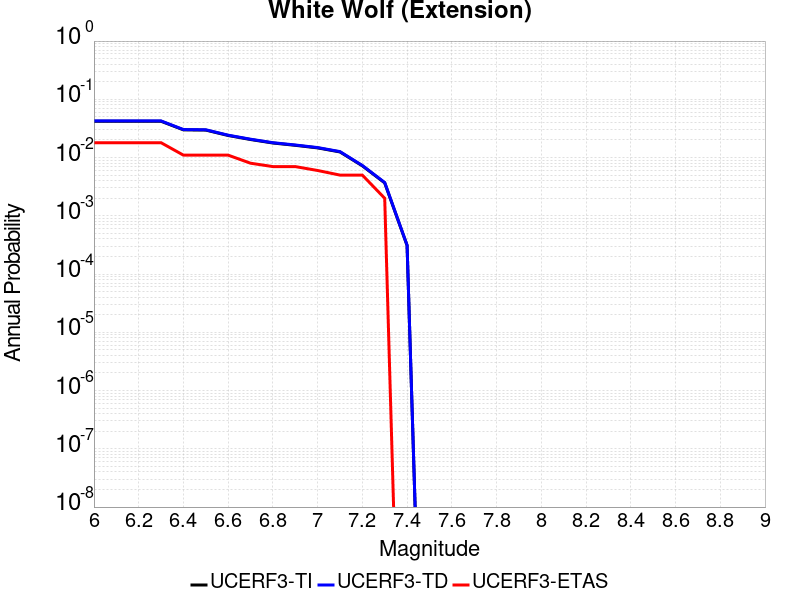 White Wolf (Extension)
Annual Probability
10^0
10^-1
10^-2
10^-3
10^-4
10^-5
10^-6
10^-7
10^-8
6 6.2 6.4 6.6 6.8 7 7.2 7.4 7.6 7.8 8 8.2 8.4 8.6 8.8 9
Magnitude
UCERF3-TI UCERF3-TD UCERF3-ETAS